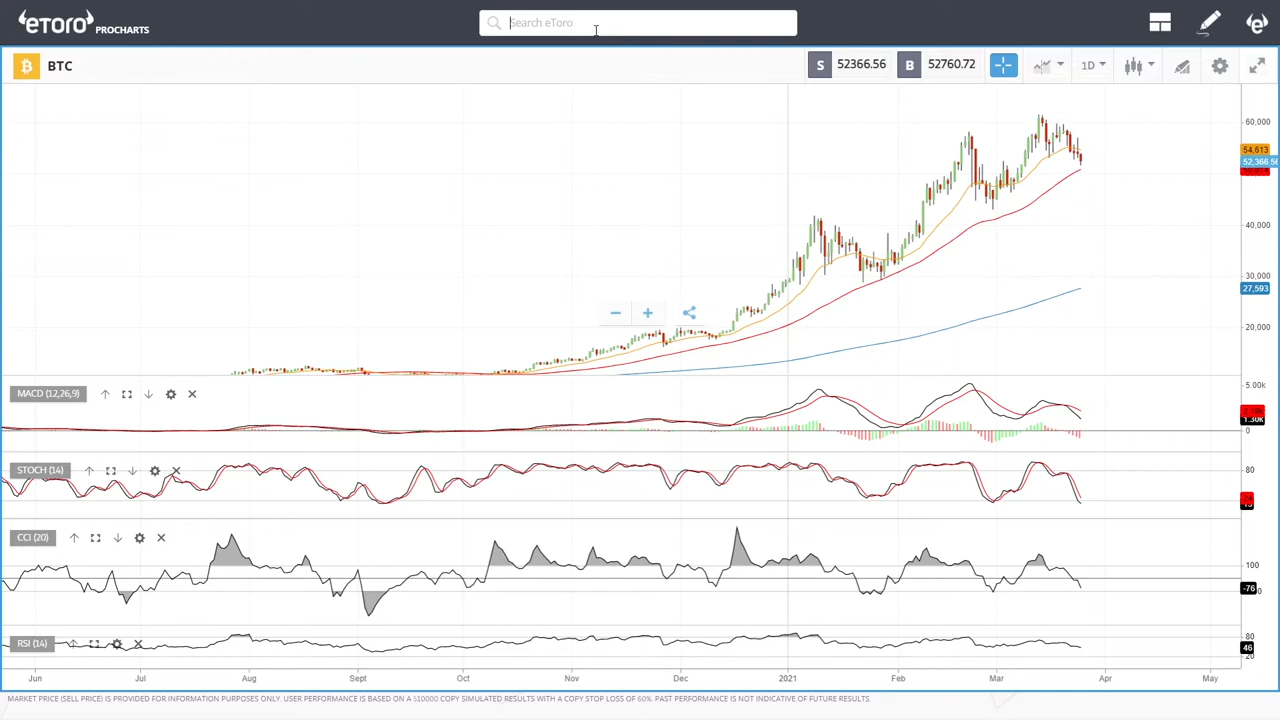 eToro PROCHARTS
Search eToro
BTC
S 52366.56 B 52760.72 1D
60,000
54,613
52,366.56
40,000
30,000
27,593
20,000
MACD (12,26,9)
5.00k
0
STOCH (14)
80
CCI (20)
100
-76
RSI (14)
80
46
20
Jun Jul Aug Sept Oct Nov Dec 2021 Feb Mar Apr May
MARKET PRICE (SELL PRICE) IS PROVIDED FOR INFORMATION PURPOSES ONLY. USER PERFORMANCE IS BASED ON A $10000 COPY SIMULATED RESULTS WITH A COPY STOP LOSS OF 60%. PAST PERFORMANCE IS NOT INDICATIVE OF FUTURE RESULTS.